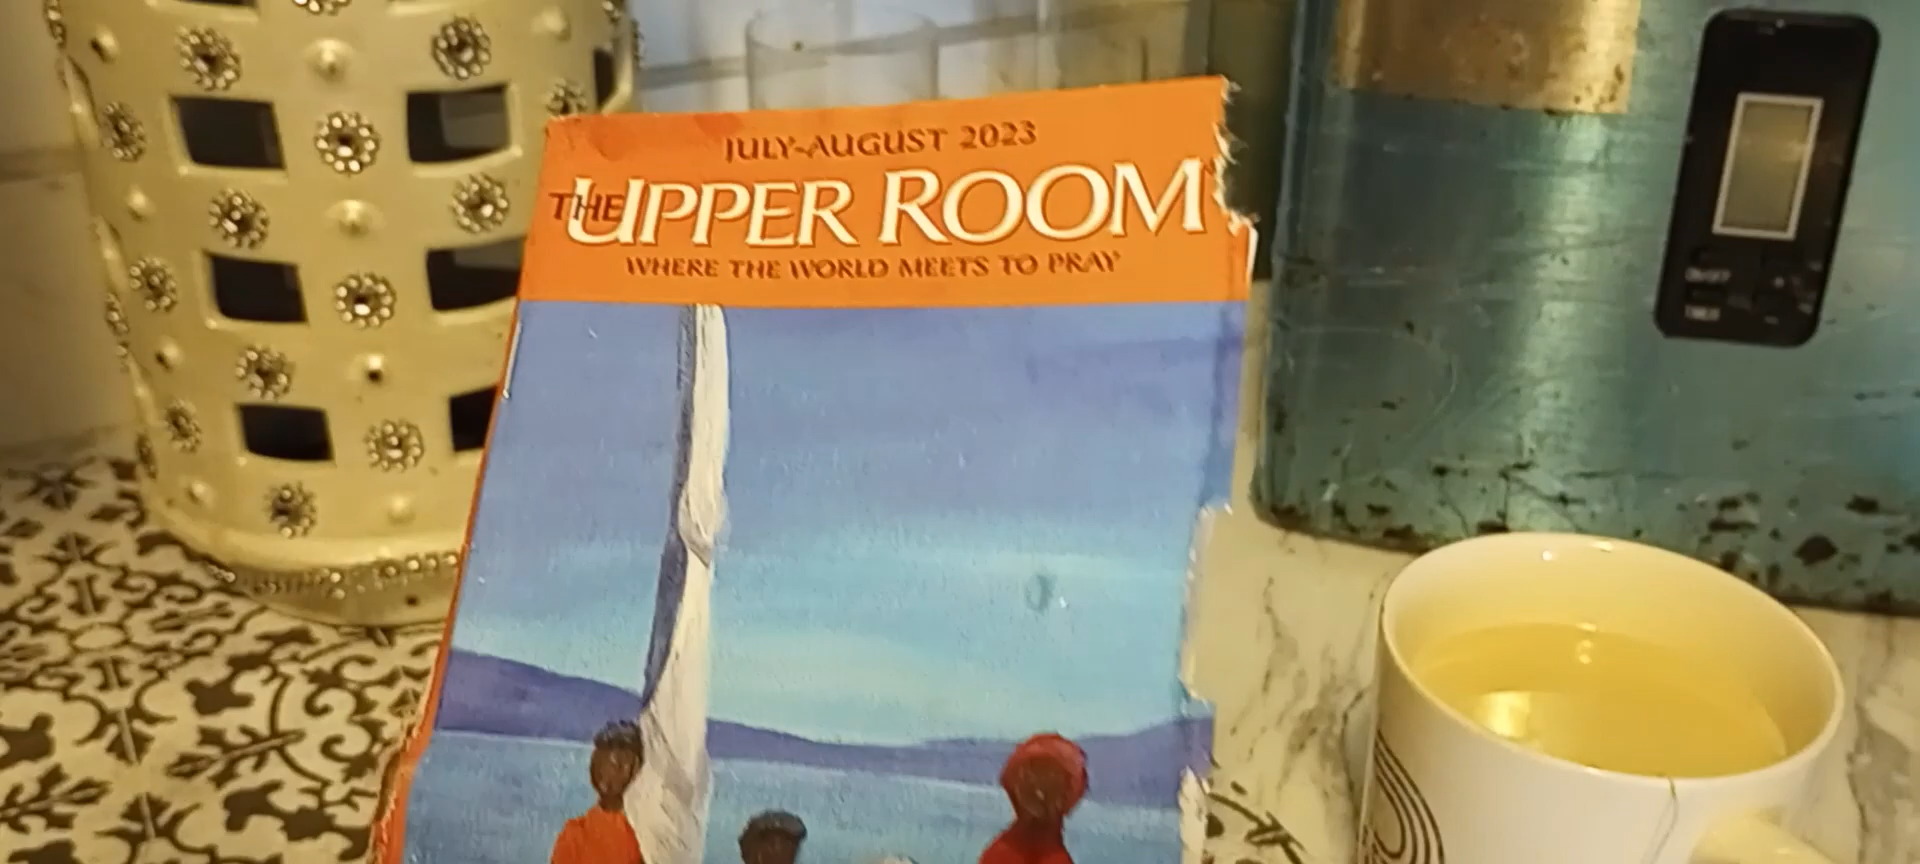 JULY-AUGUST 2023
THE UPPER ROOM
WHERE THE WORLD MEETS TO PRAY